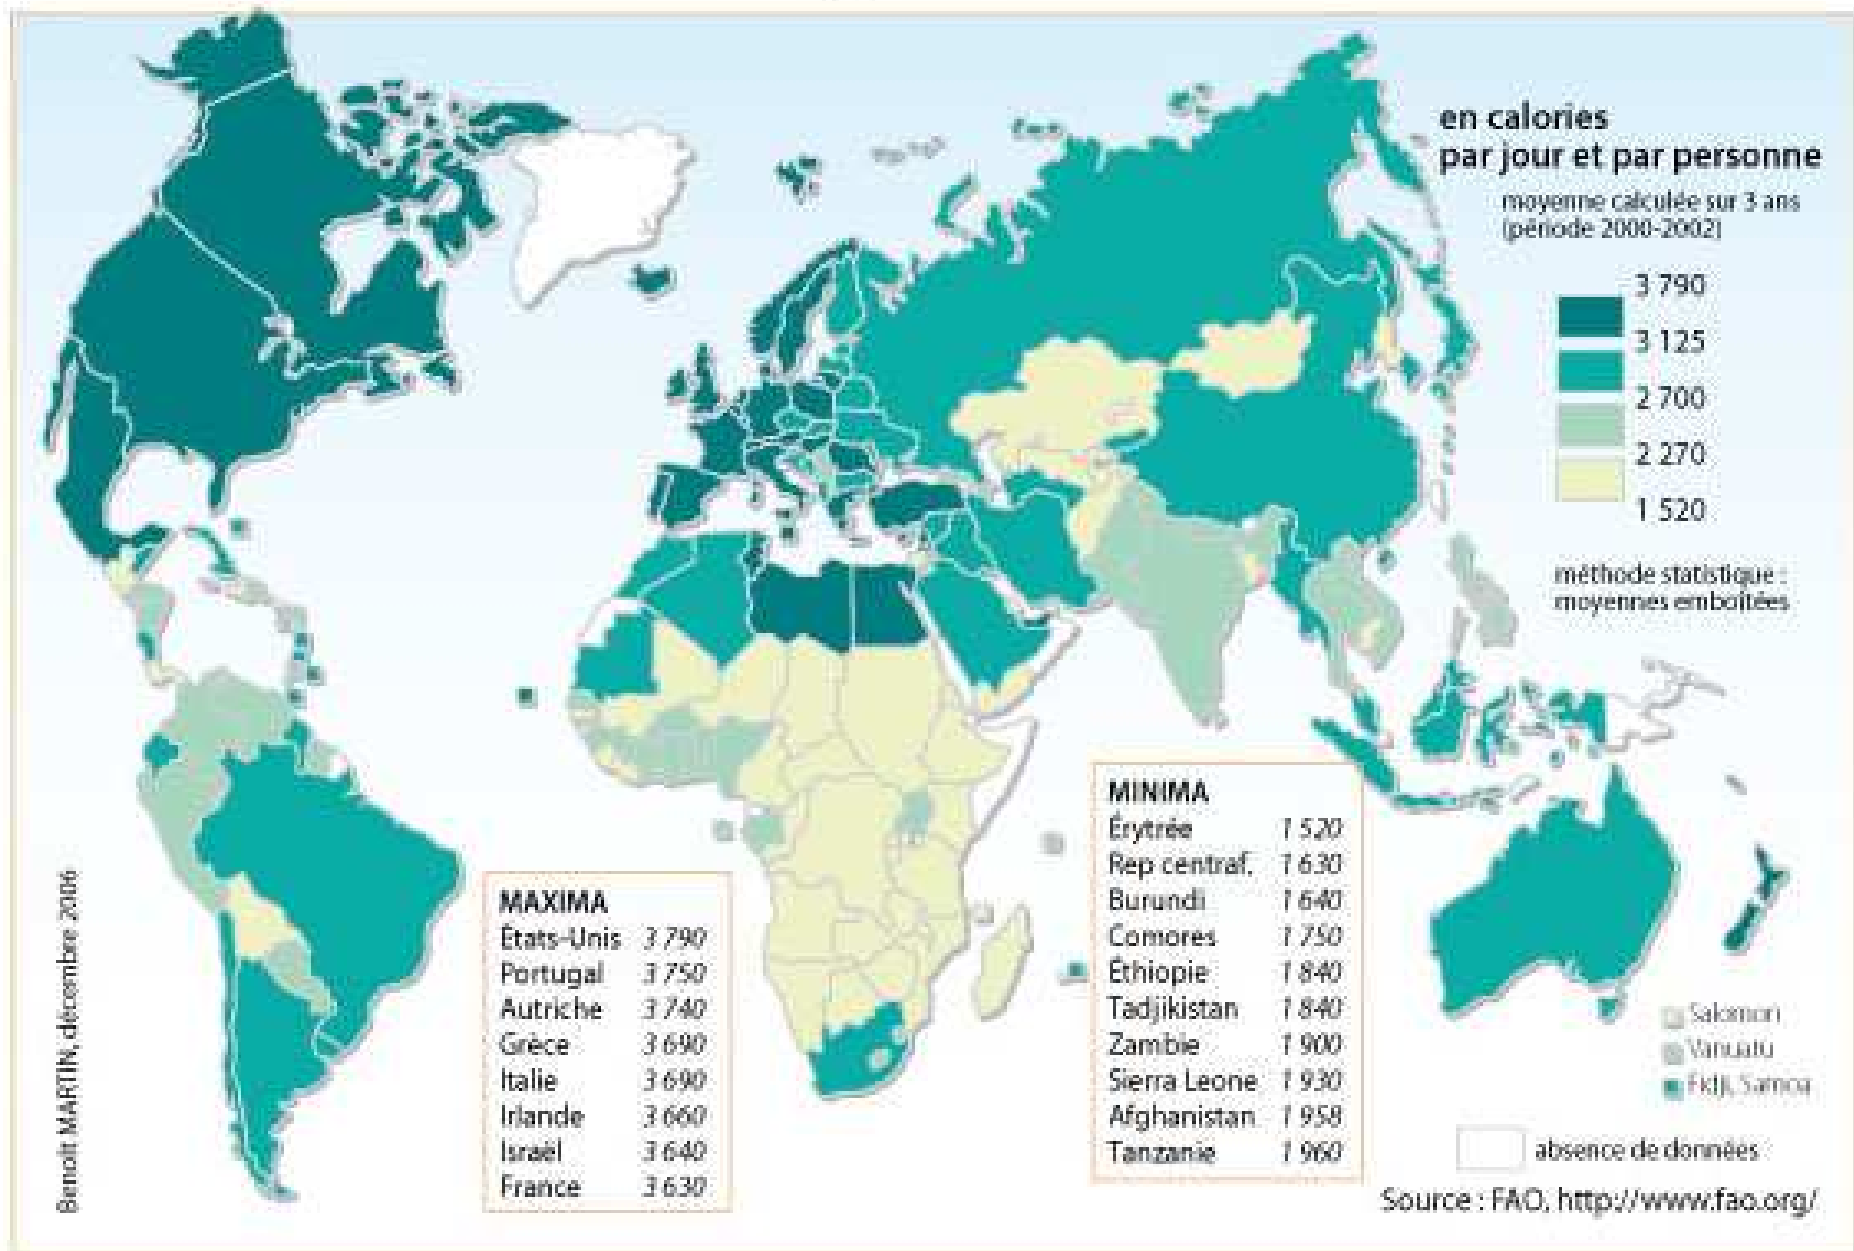 en calories
par jour et par personne
moyenne calculée sur 3 ans
(période 2000-2002)
3 790
3 125
2 700
2 270
1 520
méthode statistique :
moyennes emboîtées
MAXIMA
États-Unis 3 790
Portugal 3 750
Autriche 3 740
Grèce 3 690
Italie 3 690
Irlande 3 660
Israël 3 640
France 3 630
MINIMA
Érytrée 1 520
Rep centraf. 1 630
Burundi 1 640
Comores 1 750
Éthiopie 1 840
Tadjikistan 1 840
Zambie 1 900
Sierra Leone 1 930
Afghanistan 1 958
Tanzanie 1 960
Salomon
Vanuatu
Fidji, Samoa
absence de données
Source : FAO, http://www.fao.org/
Benoit MARTIN, décembre 2006